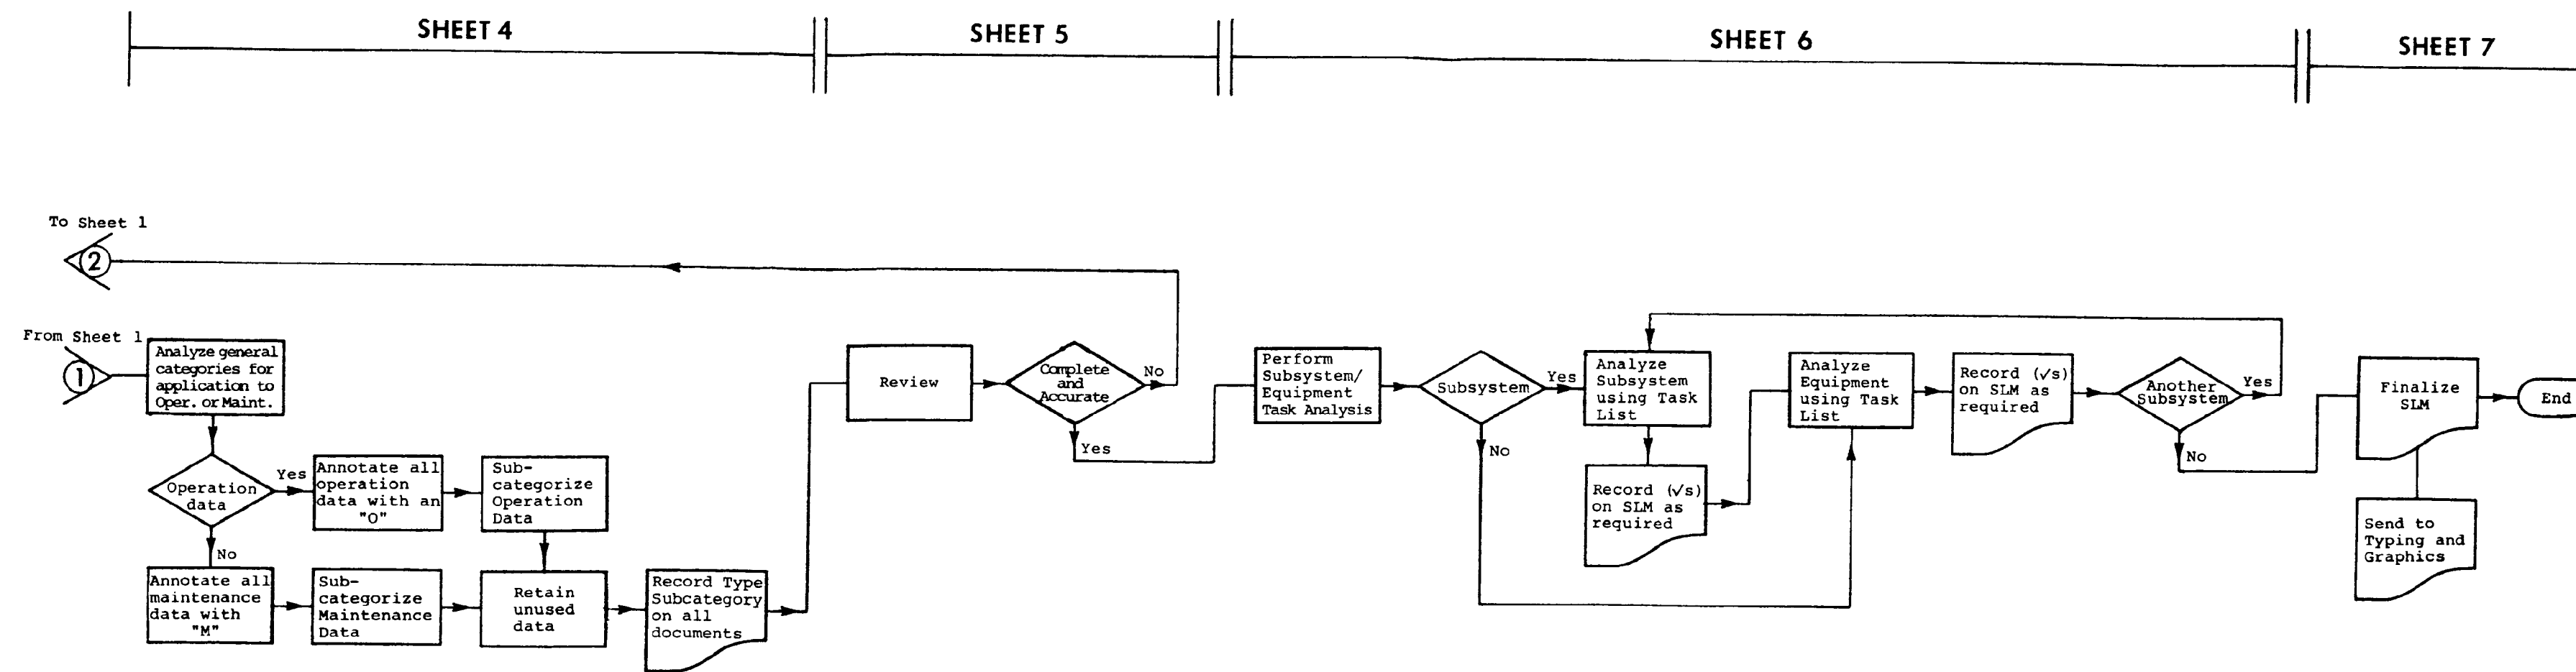 SHEET 4
SHEET 5
SHEET 6
SHEET 7
To Sheet 1
2
From Sheet 1
1
Analyze general
categories for
application to
Oper. or Maint.
Operation
data
Yes
No
Annotate all
operation
data with an
"O"
Sub-
categorize
Operation
Data
Annotate all
maintenance
data with
"M"
Sub-
categorize
Maintenance
Data
Retain
unused
data
Record Type
Subcategory
on all
documents
Review
Complete
and
Accurate
No
Yes
Perform
Subsystem/
Equipment
Task Analysis
Subsystem
Yes
No
Analyze
Subsystem
using Task
List
Record (√s)
on SLM as
required
Analyze
Equipment
using Task
List
Record (√s)
on SLM as
required
Another
Subsystem
Yes
No
Finalize
SLM
Send to
Typing and
Graphics
End